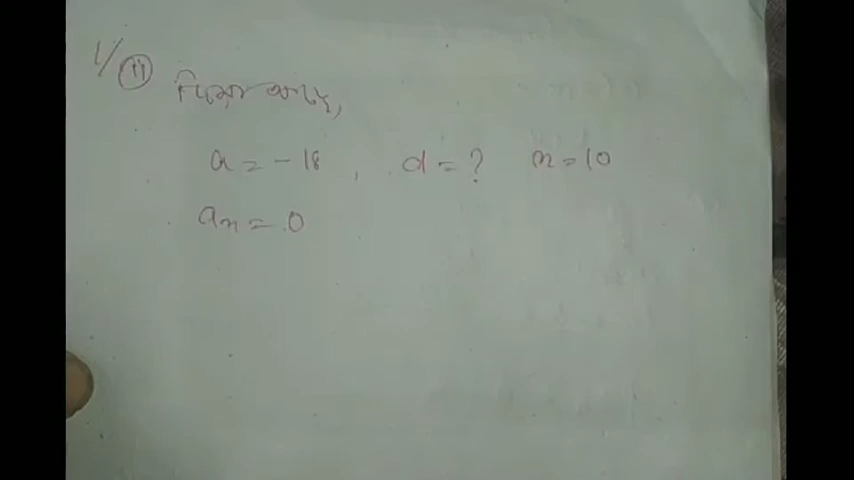 1/ (ii) দিয়া আছে,
a = - 18 , d = ? n = 10
aₙ = 0